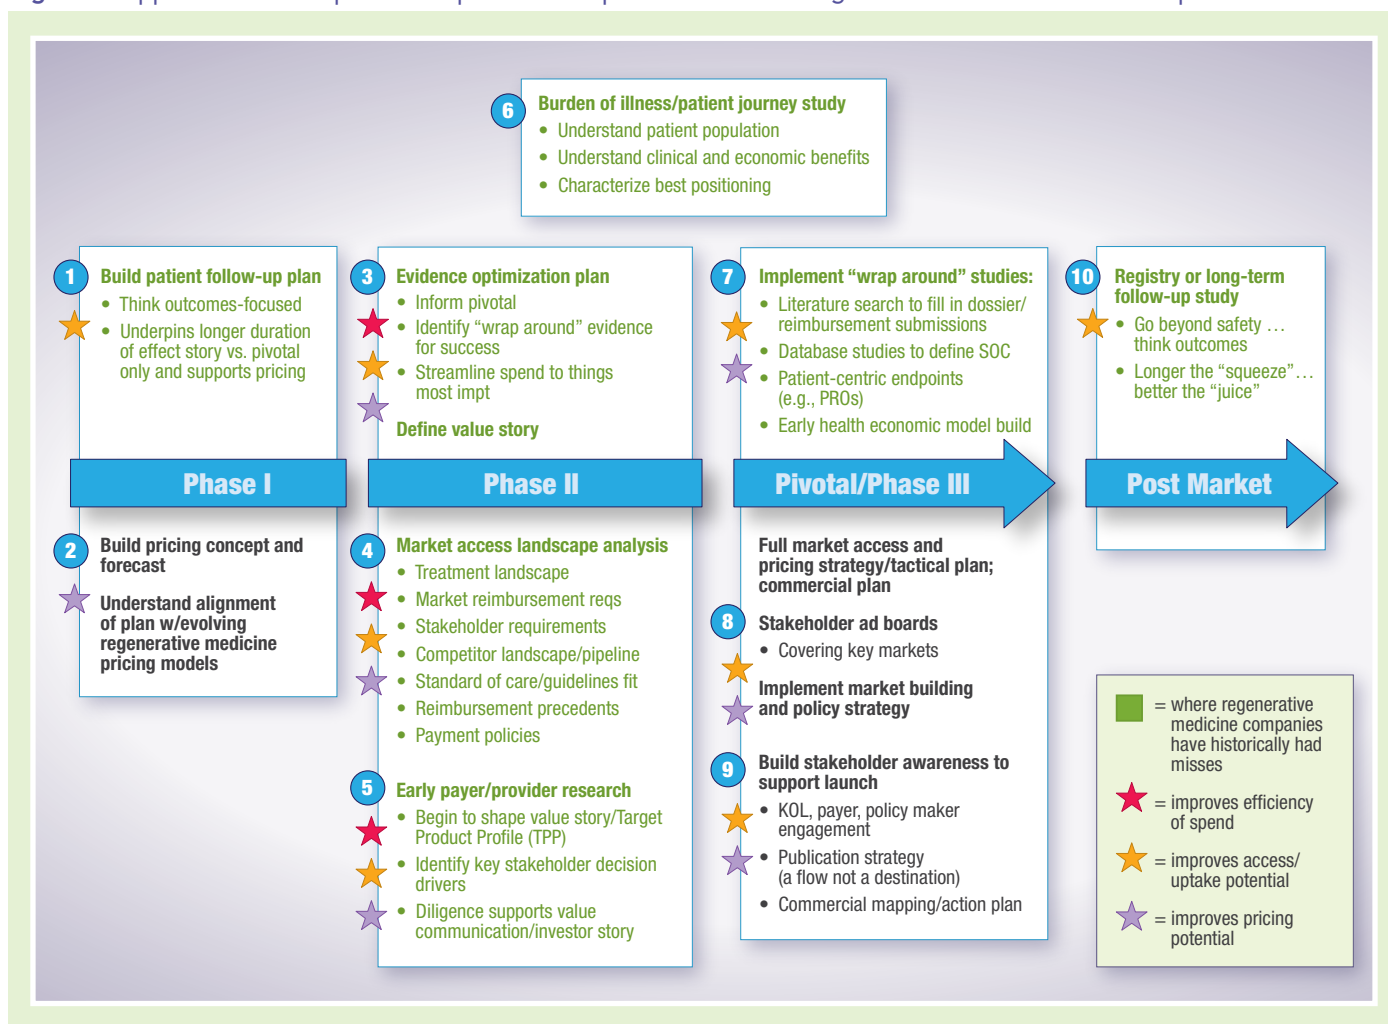 6
Burden of illness/patient journey study
• Understand patient population
• Understand clinical and economic benefits
• Characterize best positioning
1
Build patient follow-up plan
• Think outcomes-focused
• Underpins longer duration
of effect story vs. pivotal
only and supports pricing
3
Evidence optimization plan
• Inform pivotal
• Identify “wrap around” evidence
for success
• Streamline spend to things
most impt
Define value story
7
Implement “wrap around” studies:
• Literature search to fill in dossier/
reimbursement submissions
• Database studies to define SOC
• Patient-centric endpoints
(e.g., PROs)
• Early health economic model build
10
Registry or long-term
follow-up study
• Go beyond safety …
think outcomes
• Longer the “squeeze”…
better the “juice”
Phase I
Phase II
Pivotal/Phase III
Post Market
2
Build pricing concept and
forecast
Understand alignment
of plan w/evolving
regenerative medicine
pricing models
4
Market access landscape analysis
• Treatment landscape
• Market reimbursement reqs
• Stakeholder requirements
• Competitor landscape/pipeline
• Standard of care/guidelines fit
• Reimbursement precedents
• Payment policies
5
Early payer/provider research
• Begin to shape value story/Target
Product Profile (TPP)
• Identify key stakeholder decision
drivers
• Diligence supports value
communication/investor story
Full market access and
pricing strategy/tactical plan;
commercial plan
8
Stakeholder ad boards
• Covering key markets
Implement market building
and policy strategy
9
Build stakeholder awareness to
support launch
• KOL, payer, policy maker
engagement
• Publication strategy
(a flow not a destination)
• Commercial mapping/action plan
= where regenerative
medicine companies
have historically had
misses
= improves efficiency
of spend
= improves access/
uptake potential
= improves pricing
potential